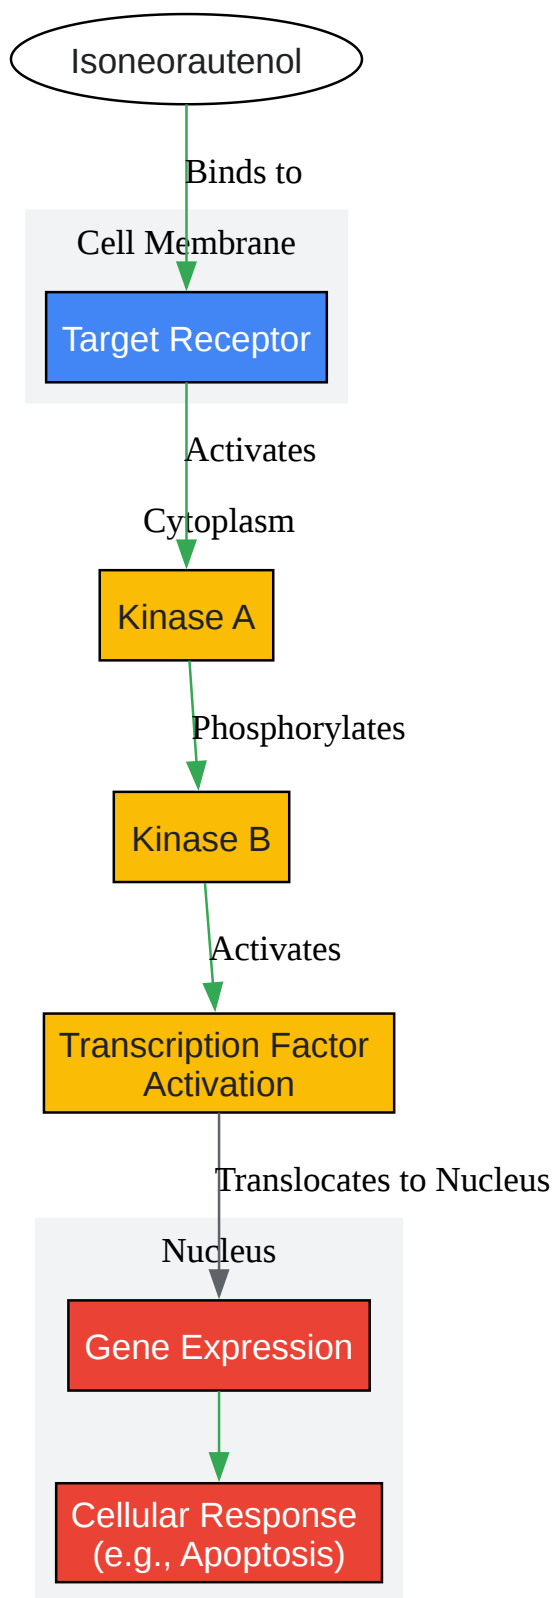 Isoneorautenol
Binds to
Cell Membrane
Target Receptor
Activates
Cytoplasm
Kinase A
Phosphorylates
Kinase B
Activates
Transcription Factor
Activation
Translocates to Nucleus
Nucleus
Gene Expression
Cellular Response
(e.g., Apoptosis)